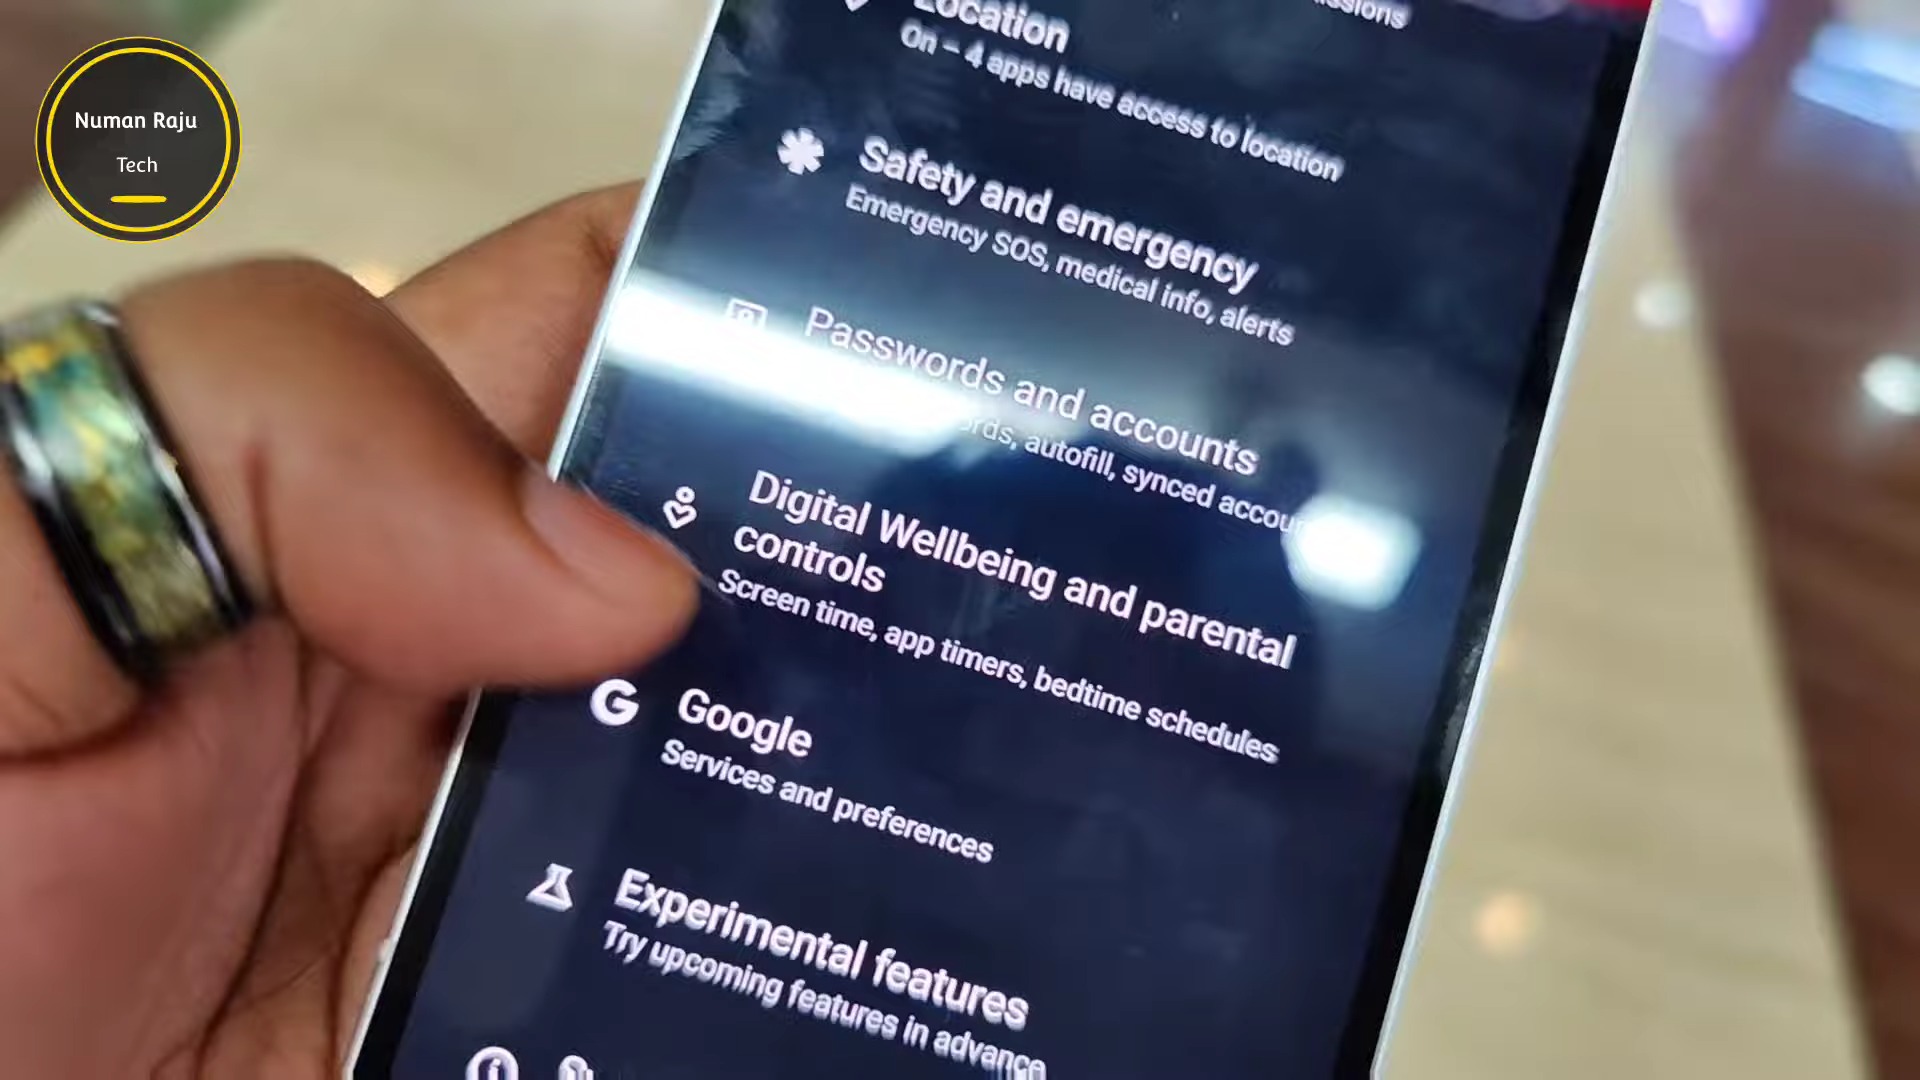 Numan Raju
Tech
Location
On – 4 apps have access to location
Safety and emergency
Emergency SOS, medical info, alerts
Passwords and accounts
autofill, synced
Digital Wellbeing and parental
controls
Screen time, app timers, bedtime schedules
G
Google
Services and preferences
Experimental features
Try upcoming features in advance